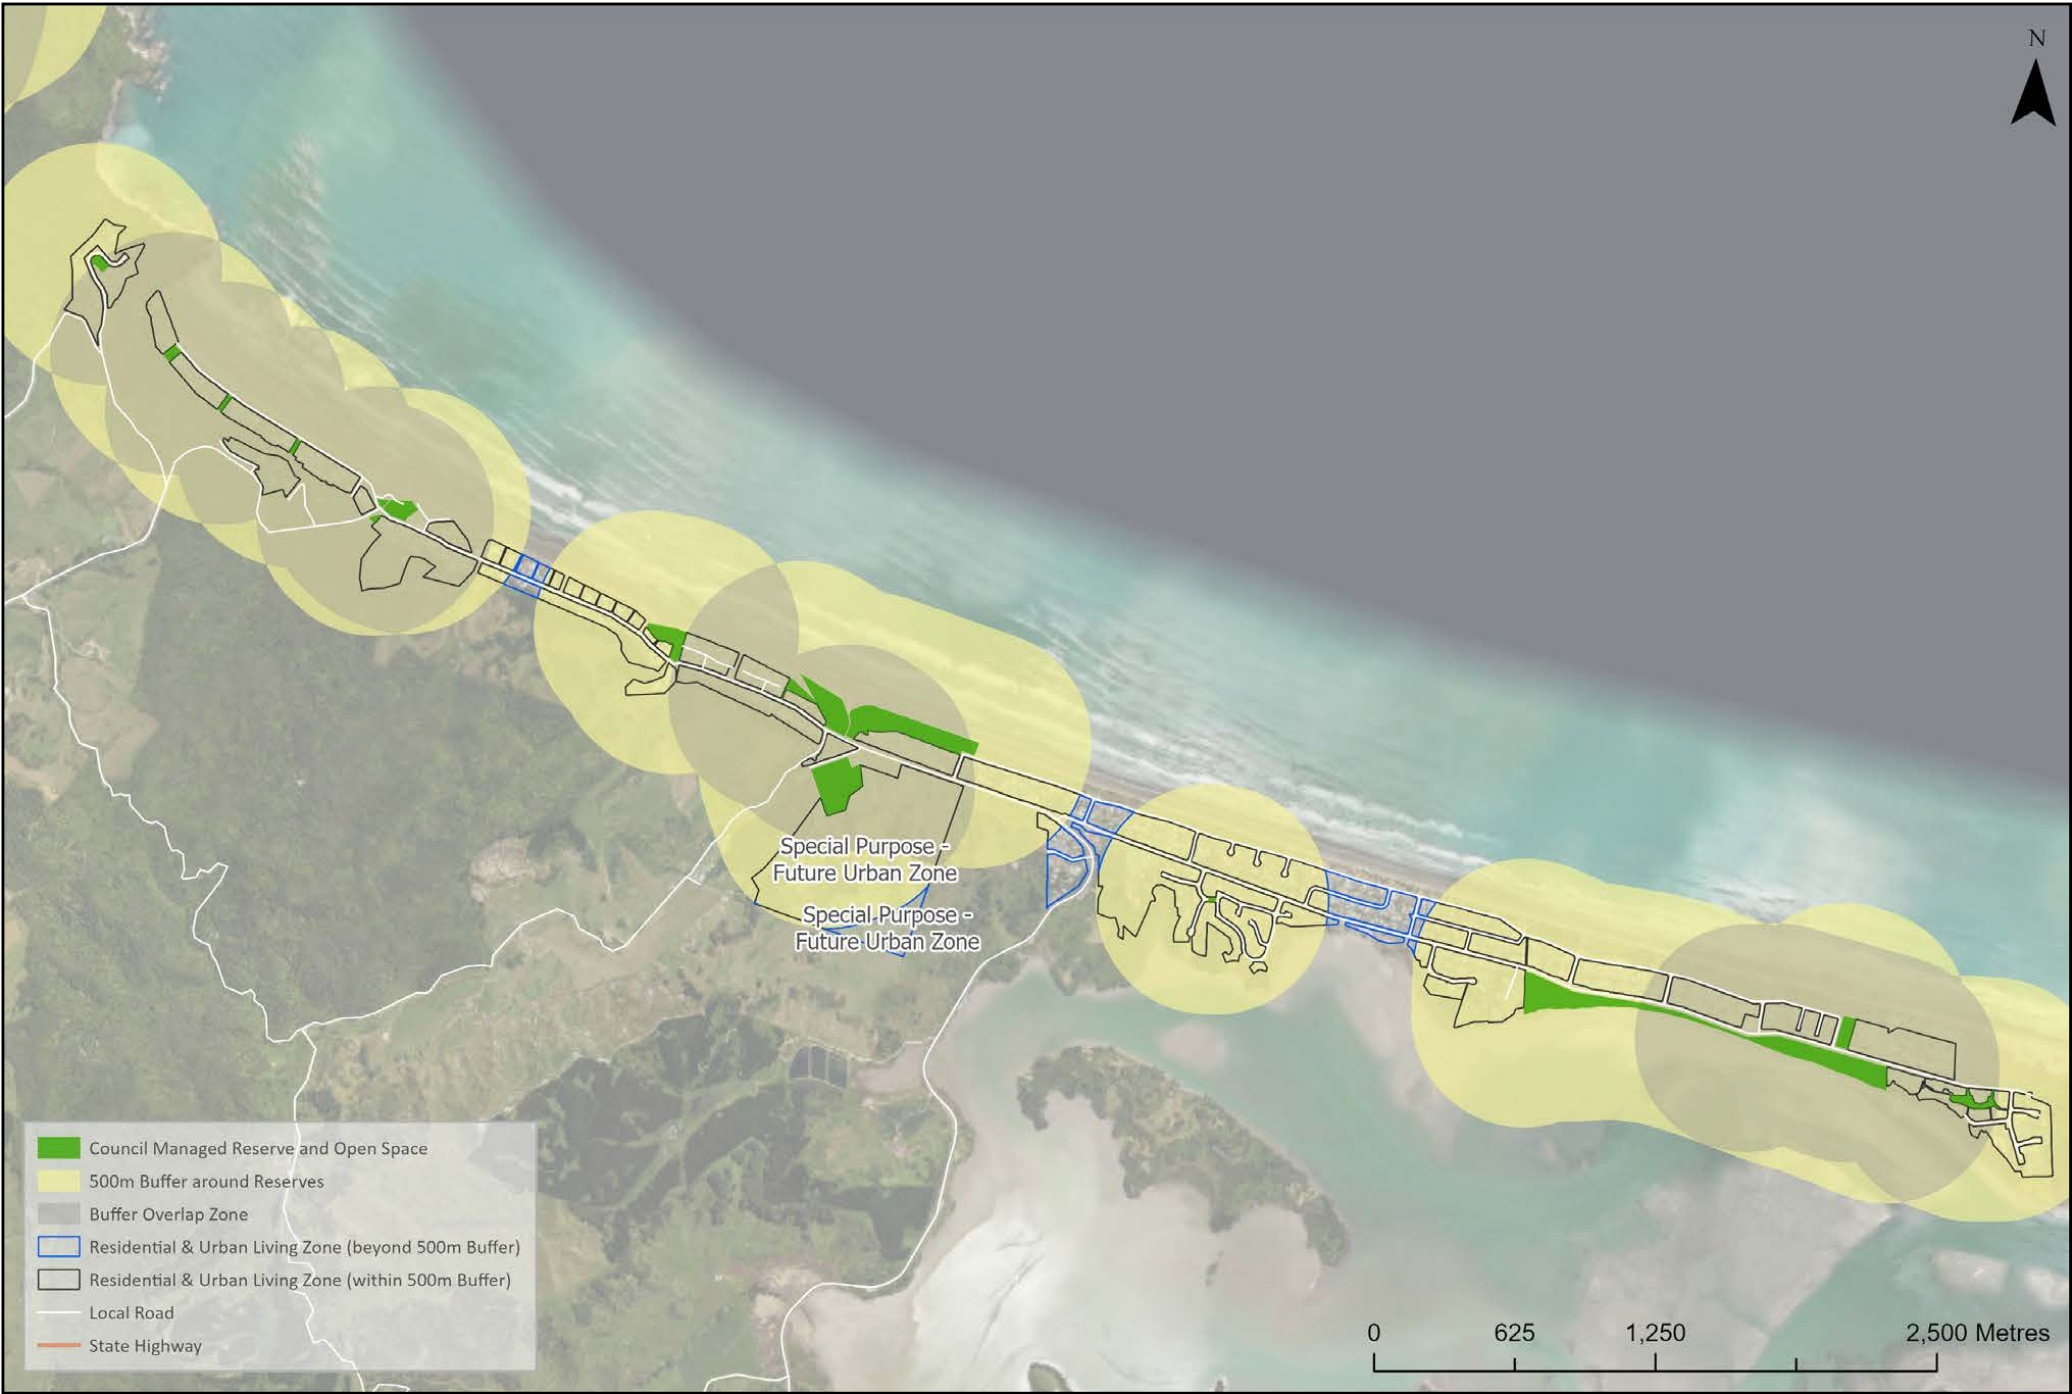 N
Special Purpose -
Future Urban Zone
Special Purpose -
Future Urban Zone
Council Managed Reserve and Open Space
500m Buffer around Reserves
Buffer Overlap Zone
Residential & Urban Living Zone (beyond 500m Buffer)
Residential & Urban Living Zone (within 500m Buffer)
Local Road
State Highway
0 625 1,250 2,500 Metres